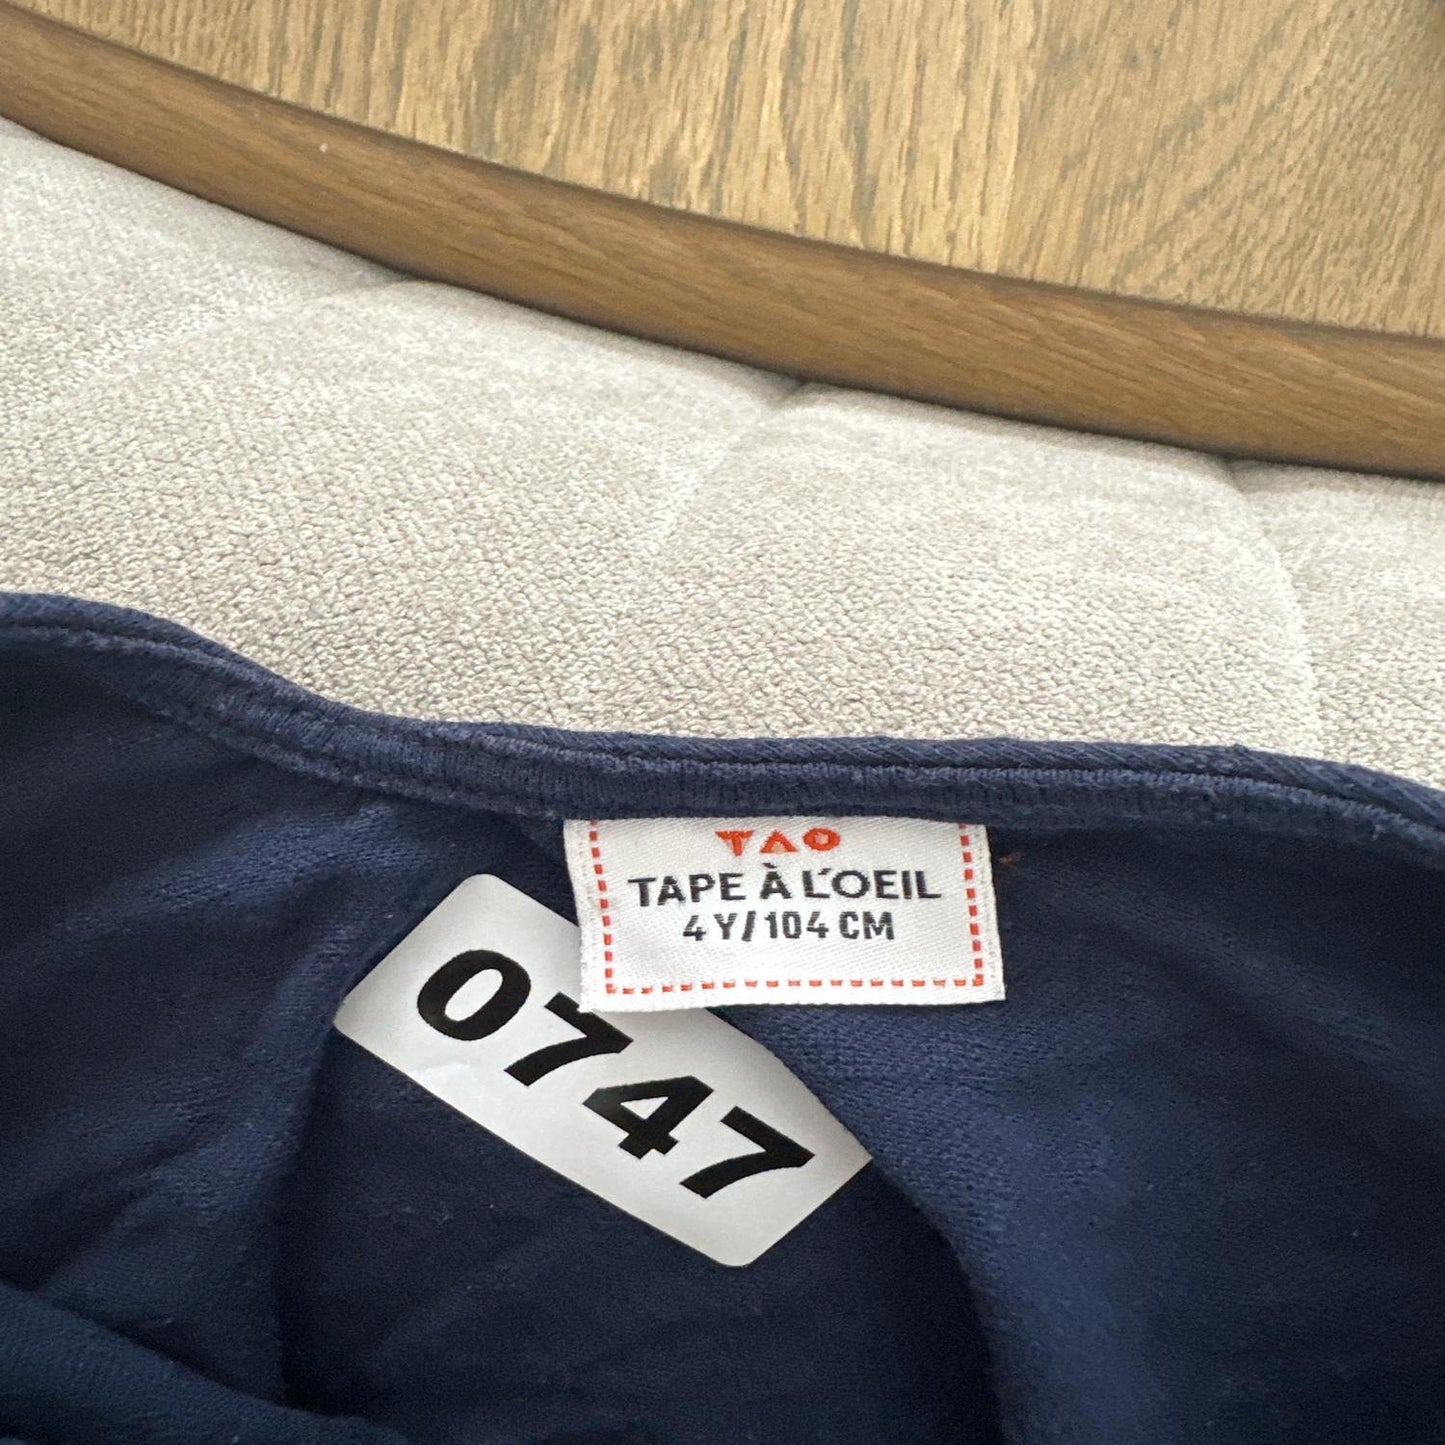 TAO
TAPE À L'OEIL
4 Y/104 CM
0747